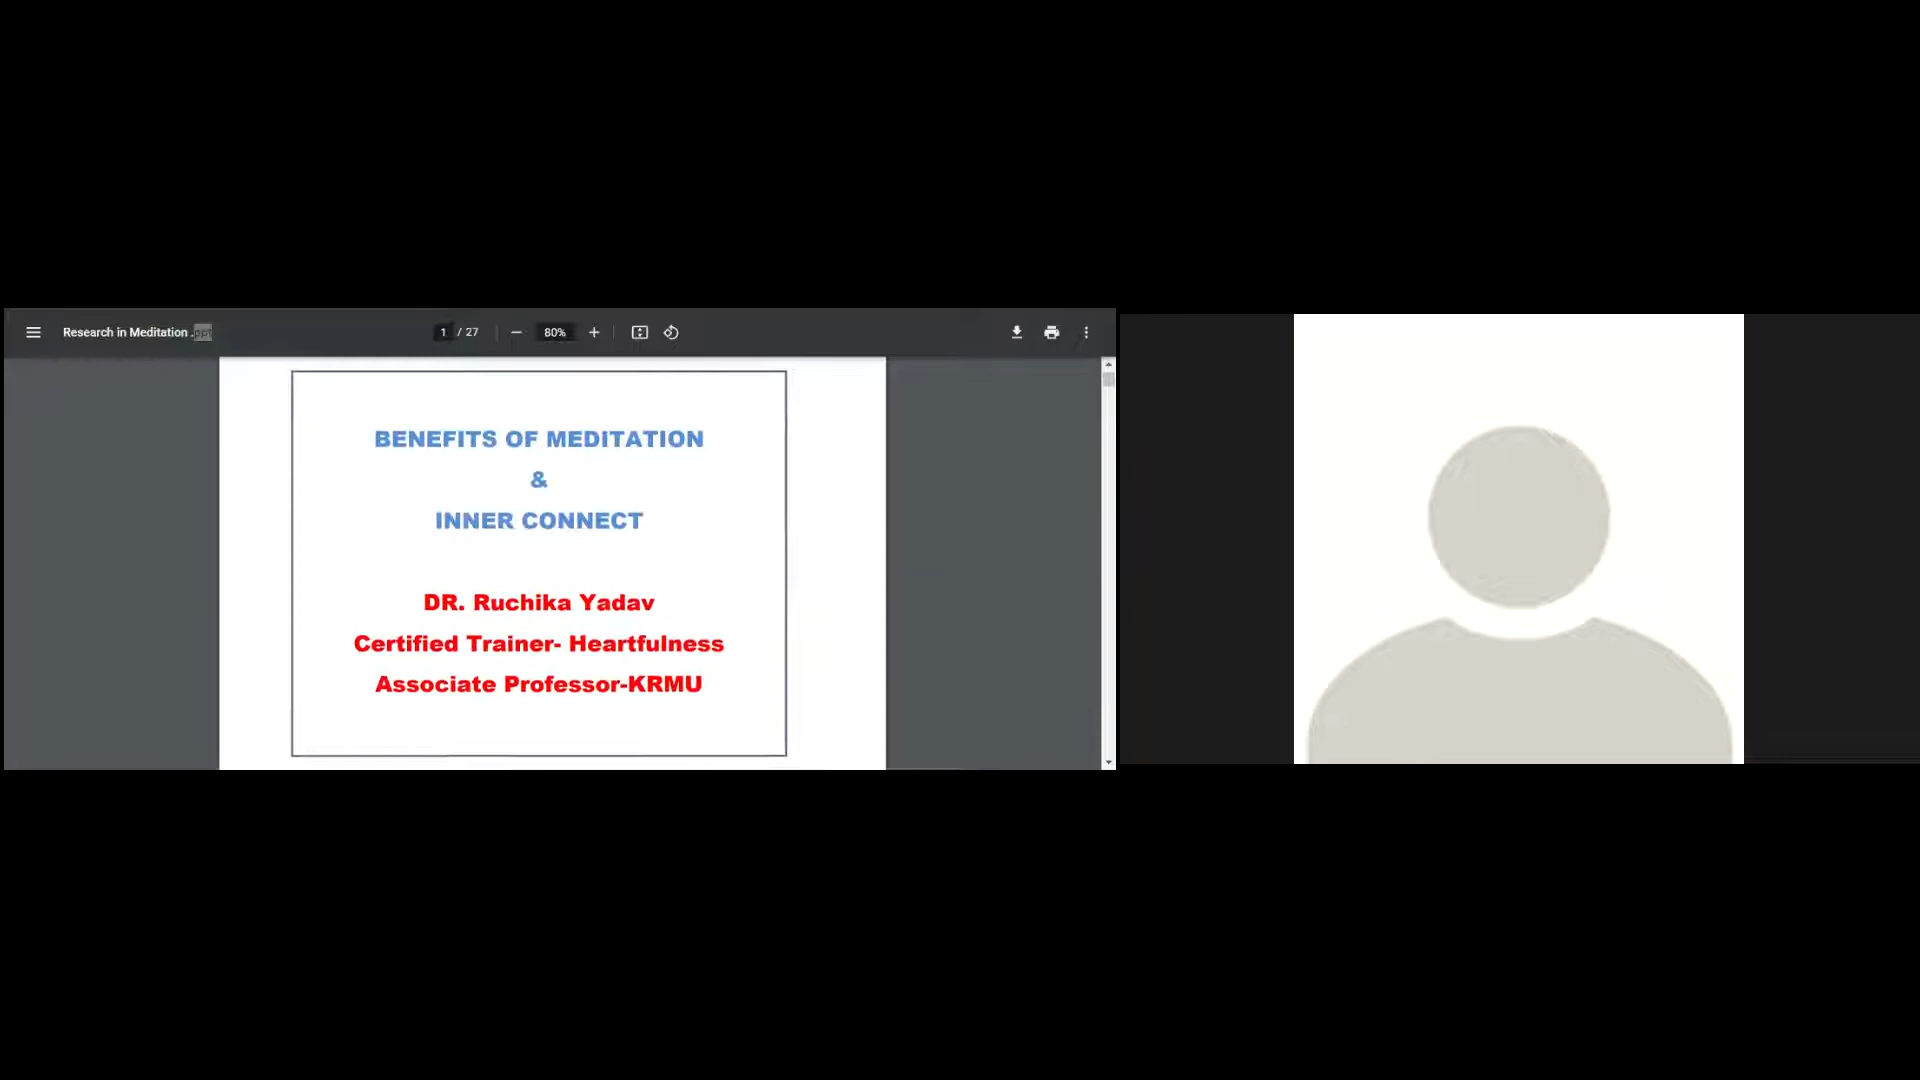 Research in Meditation .ppt
1 / 27
80%
BENEFITS OF MEDITATION
&
INNER CONNECT
DR. Ruchika Yadav
Certified Trainer- Heartfulness
Associate Professor-KRMU